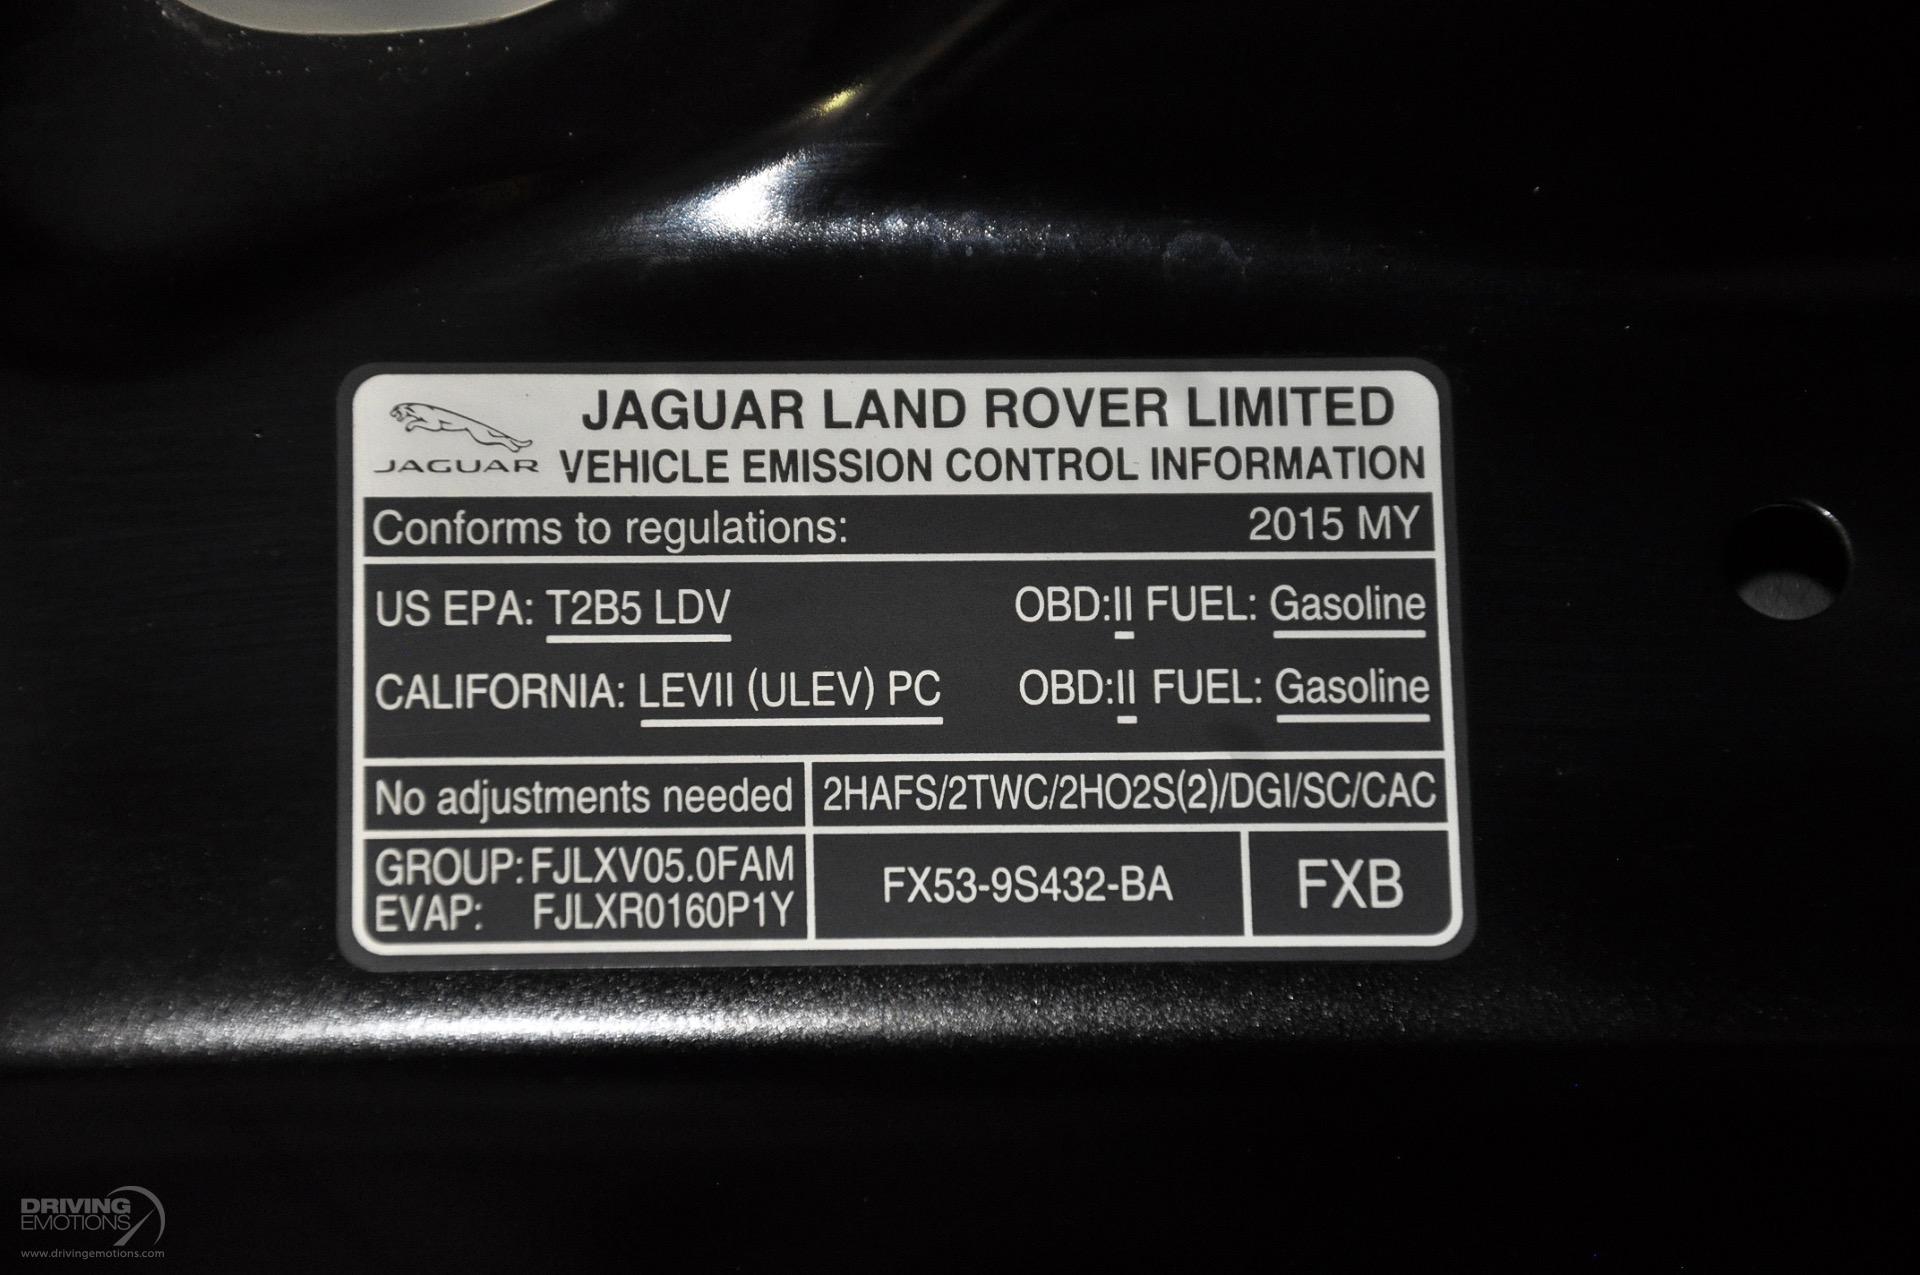 JAGUAR LAND ROVER LIMITED
JAGUAR VEHICLE EMISSION CONTROL INFORMATION
Conforms to regulations: 2015 MY
US EPA: T2B5 LDV OBD:II FUEL: Gasoline
CALIFORNIA: LEVII (ULEV) PC OBD:II FUEL: Gasoline
No adjustments needed 2HAFS/2TWC/2HO2S(2)/DGI/SC/CAC
GROUP: FJLXV05.0FAM
EVAP: FJLXR0160P1Y
FX53-9S432-BA
FXB
DRIVING
EMOTIONS
www.drivingemotions.com